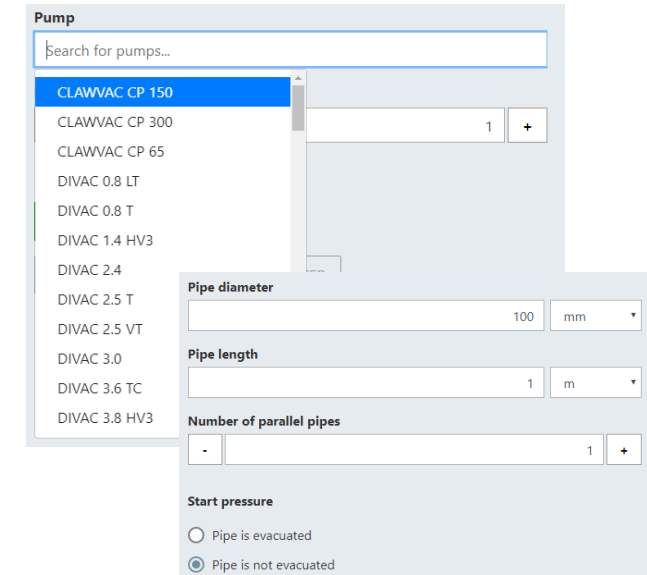 Pump
Search for pumps...
CLAWVAC CP 150
CLAWVAC CP 300
1 +
CLAWVAC CP 65
DIVAC 0.8 LT
DIVAC 0.8 T
DIVAC 1.4 HV3
DIVAC 2.4
DIVAC 2.5 T
DIVAC 2.5 VT
DIVAC 3.0
DIVAC 3.6 TC
DIVAC 3.8 HV3
Pipe diameter
100 mm
Pipe length
1 m
Number of parallel pipes
- 1 +
Start pressure
Pipe is evacuated
Pipe is not evacuated